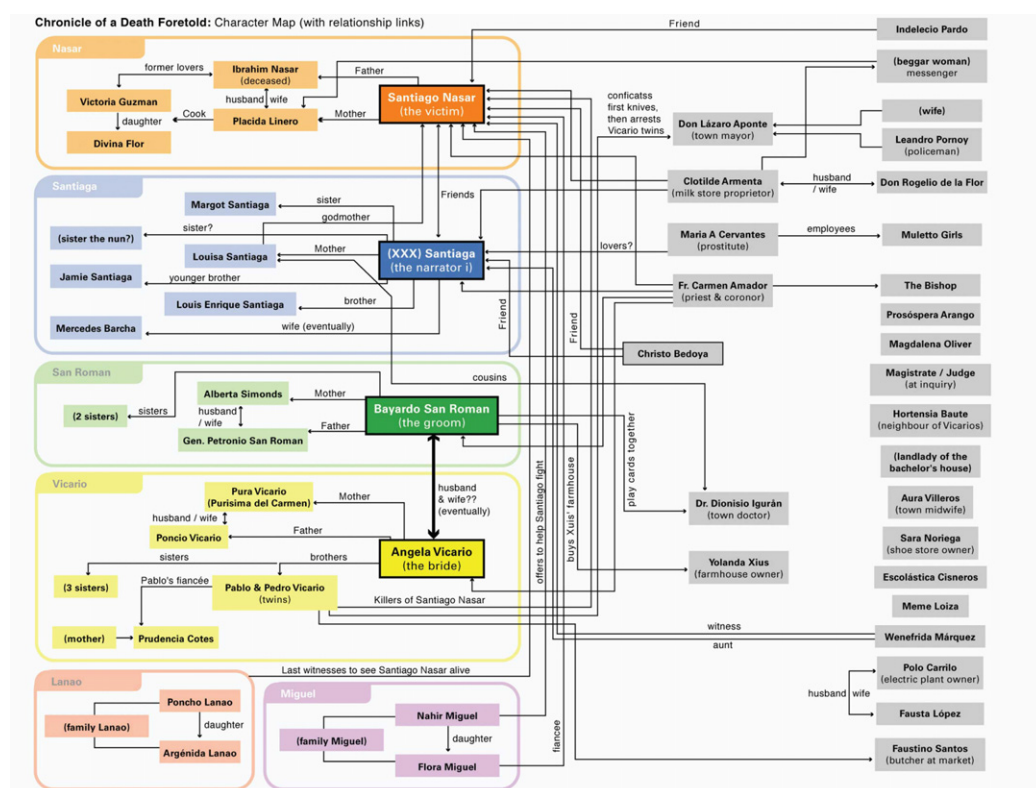 Chronicle of a Death Foretold: Character Map (with relationship links)
Nasar
former lovers
Ibrahim Nasar
(deceased)
Father
Victoria Guzman
husband
wife
Santiago Nasar
(the victim)
daughter
Cook
Placida Linero
Mother
Divina Flor
Santiaga
Margot Santiaga
sister
Friends
godmother
(sister the nun?)
sister?
Louisa Santiaga
Mother
(XXX) Santiaga
(the narrator i)
Jamie Santiaga
younger brother
Louis Enrique Santiaga
brother
Mercedes Barcha
wife (eventually)
San Roman
Alberta Simonds
Mother
(2 sisters)
sisters
husband
/ wife
Bayardo San Roman
(the groom)
Father
Gen. Petronio San Roman
Vicario
Pura Vicario
(Purisima del Carmen)
Mother
husband
& wife??
(eventually)
husband / wife
Poncio Vicario
Father
Angela Vicario
(the bride)
sisters
brothers
(3 sisters)
Pablo's fiancée
Pablo & Pedro Vicario
(twins)
Killers of Santiago Nasar
(mother)
Prudencia Cotes
Last witnesses to see Santiago Nasar alive
Lanao
Poncho Lanao
(family Lanao)
daughter
Argénida Lanao
Miguel
Nahir Miguel
(family Miguel)
daughter
Flora Miguel
Friend
Friend
cousins
offers to help Santiago fight
buys Xuis' farmhouse
play cards together
fiancee
conficatss
first knives,
then arrests
Vicario twins
Don Lázaro Aponte
(town mayor)
Clotilde Armenta
(milk store proprietor)
husband
/ wife
lovers?
Maria A Cervantes
(prostitute)
employees
Fr. Carmen Amador
(priest & coronor)
Christo Bedoya
Dr. Dionisio Igurán
(town doctor)
Yolanda Xius
(farmhouse owner)
witness
aunt
husband
wife
Friend
Indelecio Pardo
(beggar woman)
messenger
(wife)
Leandro Pornoy
(policeman)
Don Rogelio de la Flor
Muletto Girls
The Bishop
Prosóspera Arango
Magdalena Oliver
Magistrate / Judge
(at inquiry)
Hortensia Baute
(neighbour of Vicarios)
(landlady of the
bachelor's house)
Aura Villeros
(town midwife)
Sara Noriega
(shoe store owner)
Escolástica Cisneros
Meme Loiza
Wenefrida Márquez
Polo Carrilo
(electric plant owner)
Fausta López
Faustino Santos
(butcher at market)